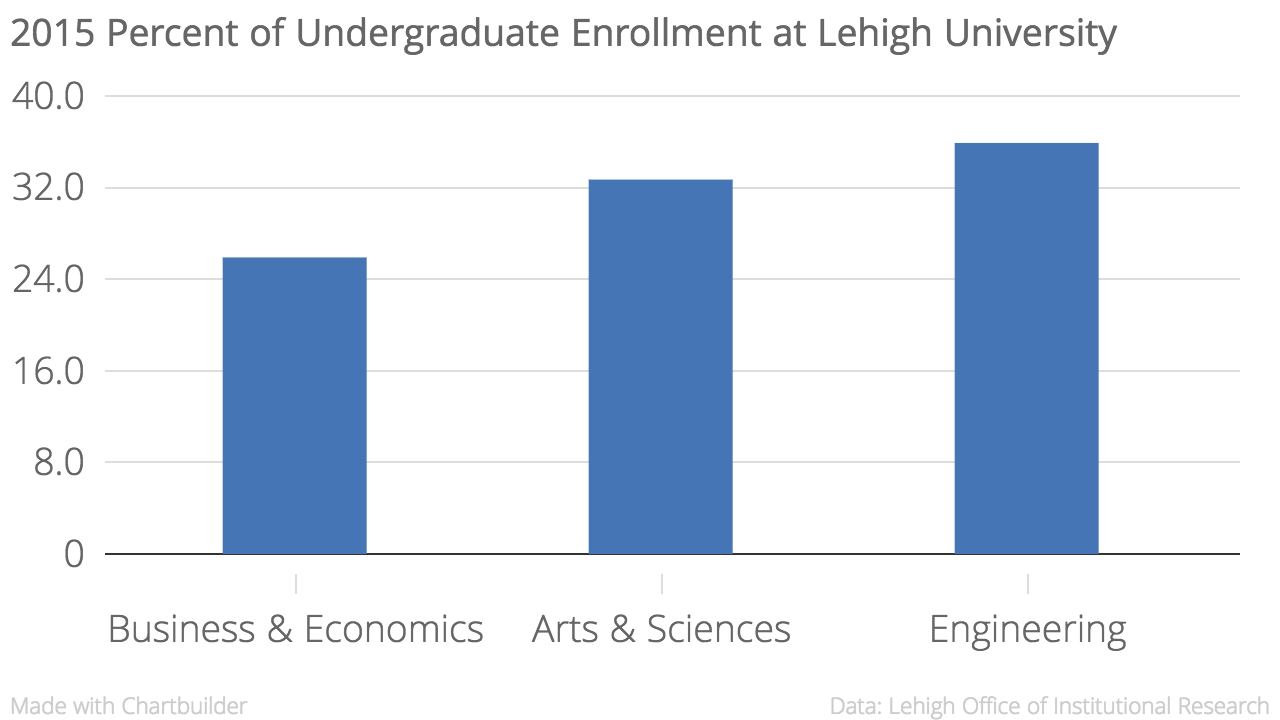 2015 Percent of Undergraduate Enrollment at Lehigh University
40.0
32.0
24.0
16.0
8.0
0
Business & Economics
Arts & Sciences
Engineering
Made with Chartbuilder
Data: Lehigh Office of Institutional Research